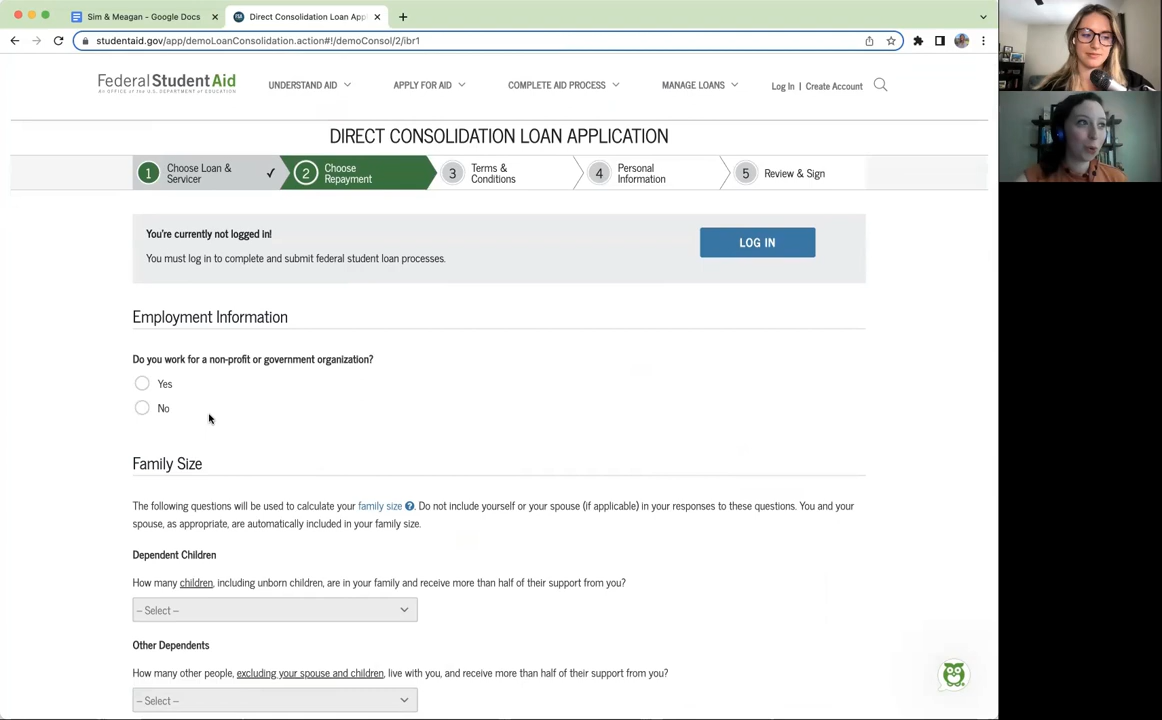 Sim & Meagan - Google Docs
Direct Consolidation Loan App
studentaid.gov/app/demoLoanConsolidation.action#!/demoConsol/2/ibr1
Federal Student Aid
An OFFICE of the U.S. DEPARTMENT of EDUCATION
UNDERSTAND AID
APPLY FOR AID
COMPLETE AID PROCESS
MANAGE LOANS
Log In | Create Account
DIRECT CONSOLIDATION LOAN APPLICATION
1
Choose Loan &
Servicer
2
Choose
Repayment
3
Terms &
Conditions
4
Personal
Information
5
Review & Sign
You're currently not logged in!
You must log in to complete and submit federal student loan processes.
LOG IN
Employment Information
Do you work for a non-profit or government organization?
Yes
No
Family Size
The following questions will be used to calculate your family size ?. Do not include yourself or your spouse (if applicable) in your responses to these questions. You and your
spouse, as appropriate, are automatically included in your family size.
Dependent Children
How many children, including unborn children, are in your family and receive more than half of their support from you?
– Select –
Other Dependents
How many other people, excluding your spouse and children, live with you, and receive more than half of their support from you?
– Select –